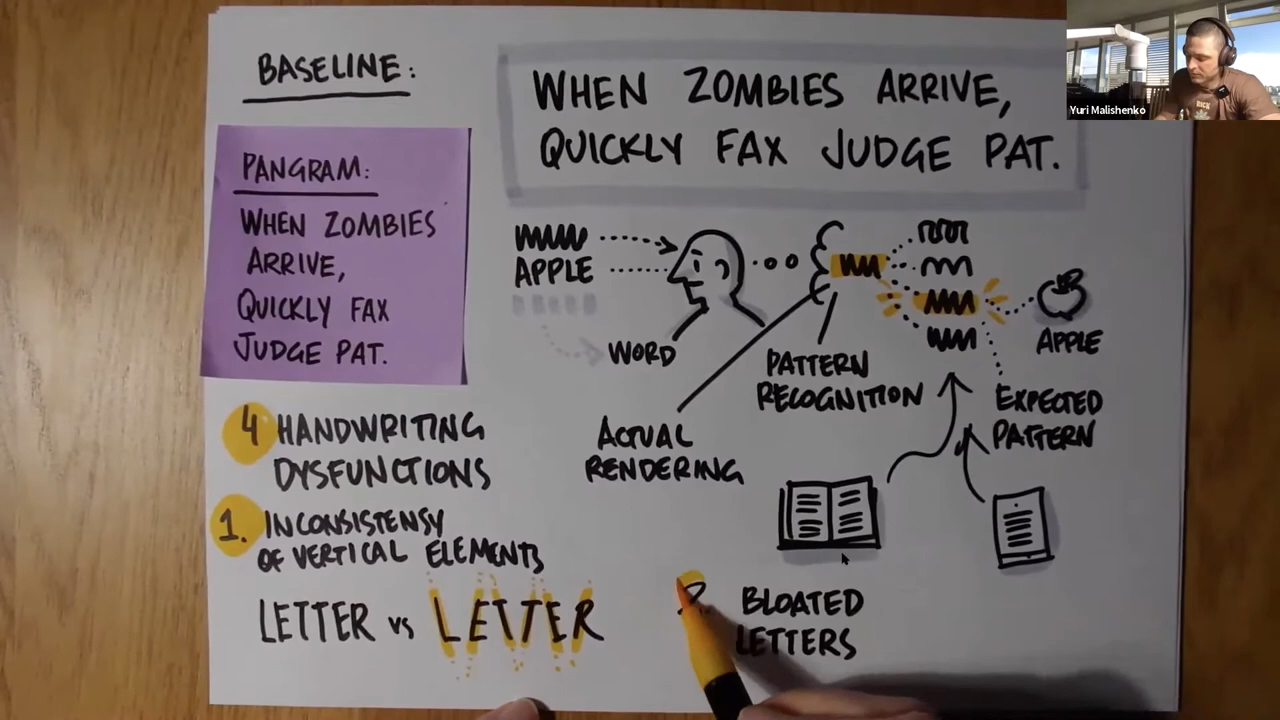 BASELINE:
PANGRAM:
WHEN ZOMBIES
ARRIVE,
QUICKLY FAX
JUDGE PAT.
WHEN ZOMBIES ARRIVE,
QUICKLY FAX JUDGE PAT.
APPLE
WORD
PATTERN
RECOGNITION
APPLE
ACTUAL
RENDERING
EXPECTED
PATTERN
4 HANDWRITING
DYSFUNCTIONS
1. INCONSISTENSY
OF VERTICAL ELEMENTS
LETTER vs LETTER
2. BLOATED
LETTERS
Yuri Malishenko